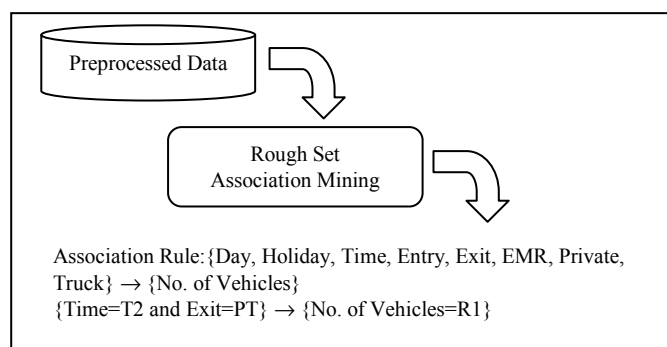 Preprocessed Data
Rough Set
Association Mining
Association Rule:{Day, Holiday, Time, Entry, Exit, EMR, Private,
Truck} → {No. of Vehicles}
{Time=T2 and Exit=PT} → {No. of Vehicles=R1}